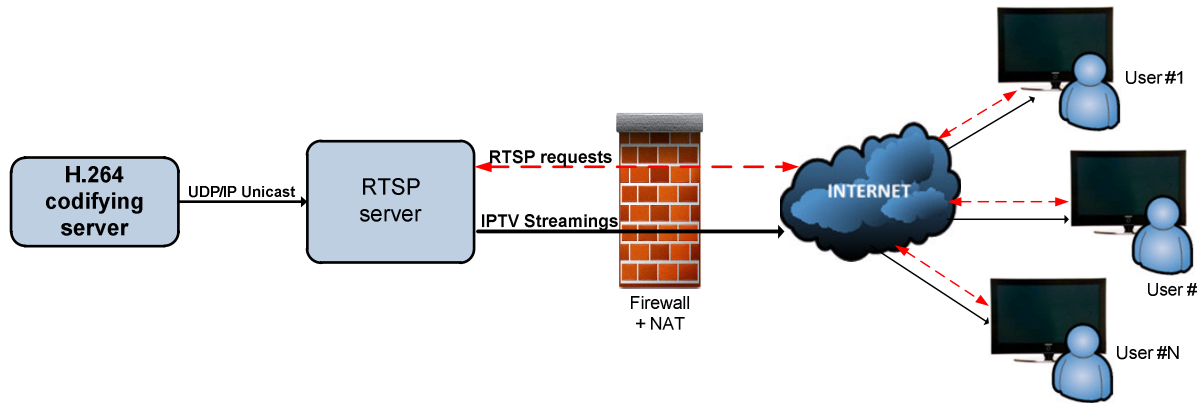 H.264
codifying
server
UDP/IP Unicast
RTSP
server
RTSP requests
IPTV Streamings
Firewall
+ NAT
INTERNET
User #1
User #
User #N